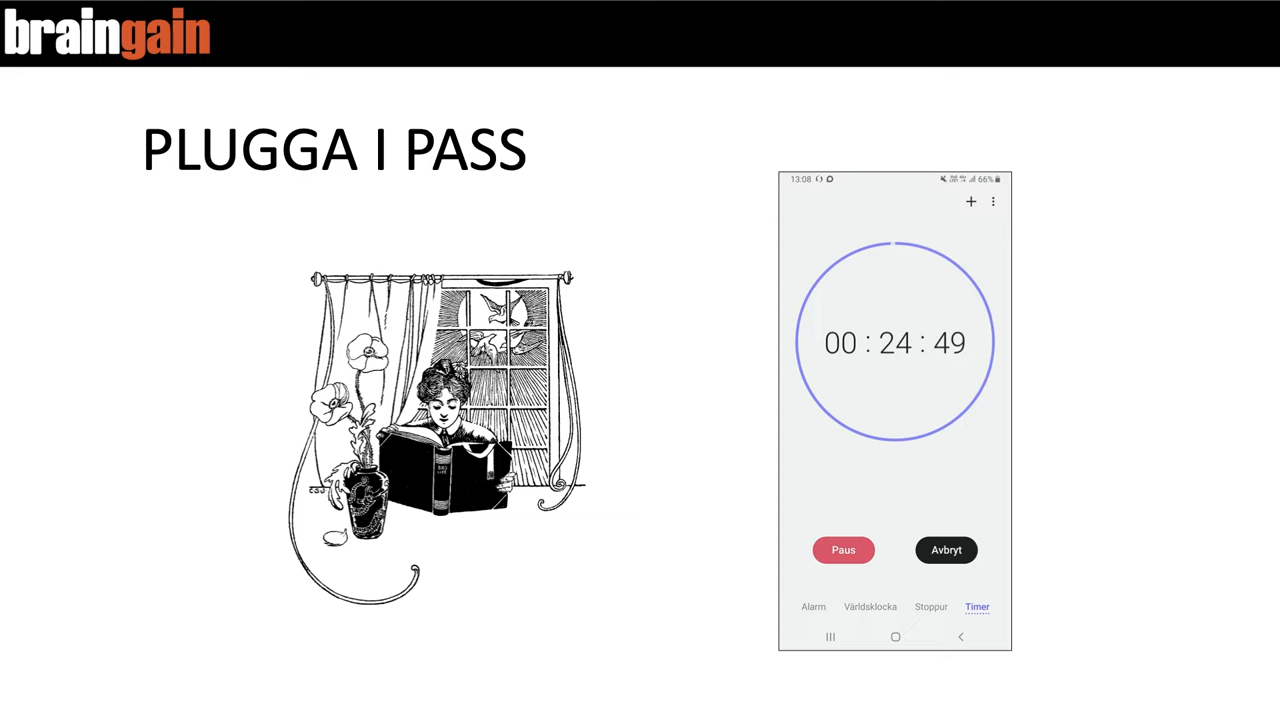 braingain
PLUGGA I PASS
13:08
66%
00 : 24 : 49
Paus
Avbryt
Alarm
Världsklocka
Stoppur
Timer